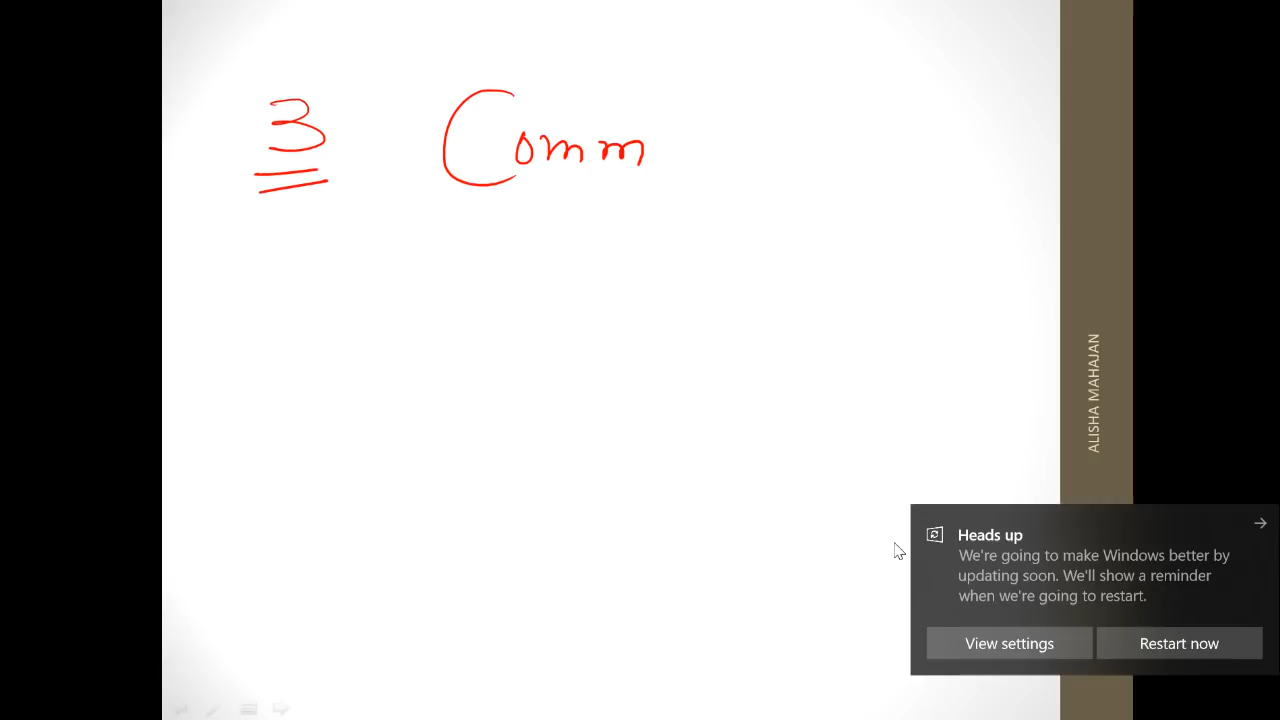 3 Comm
ALISHA MAHAJAN
Heads up
We're going to make Windows better by
updating soon. We'll show a reminder
when we're going to restart.
View settings
Restart now